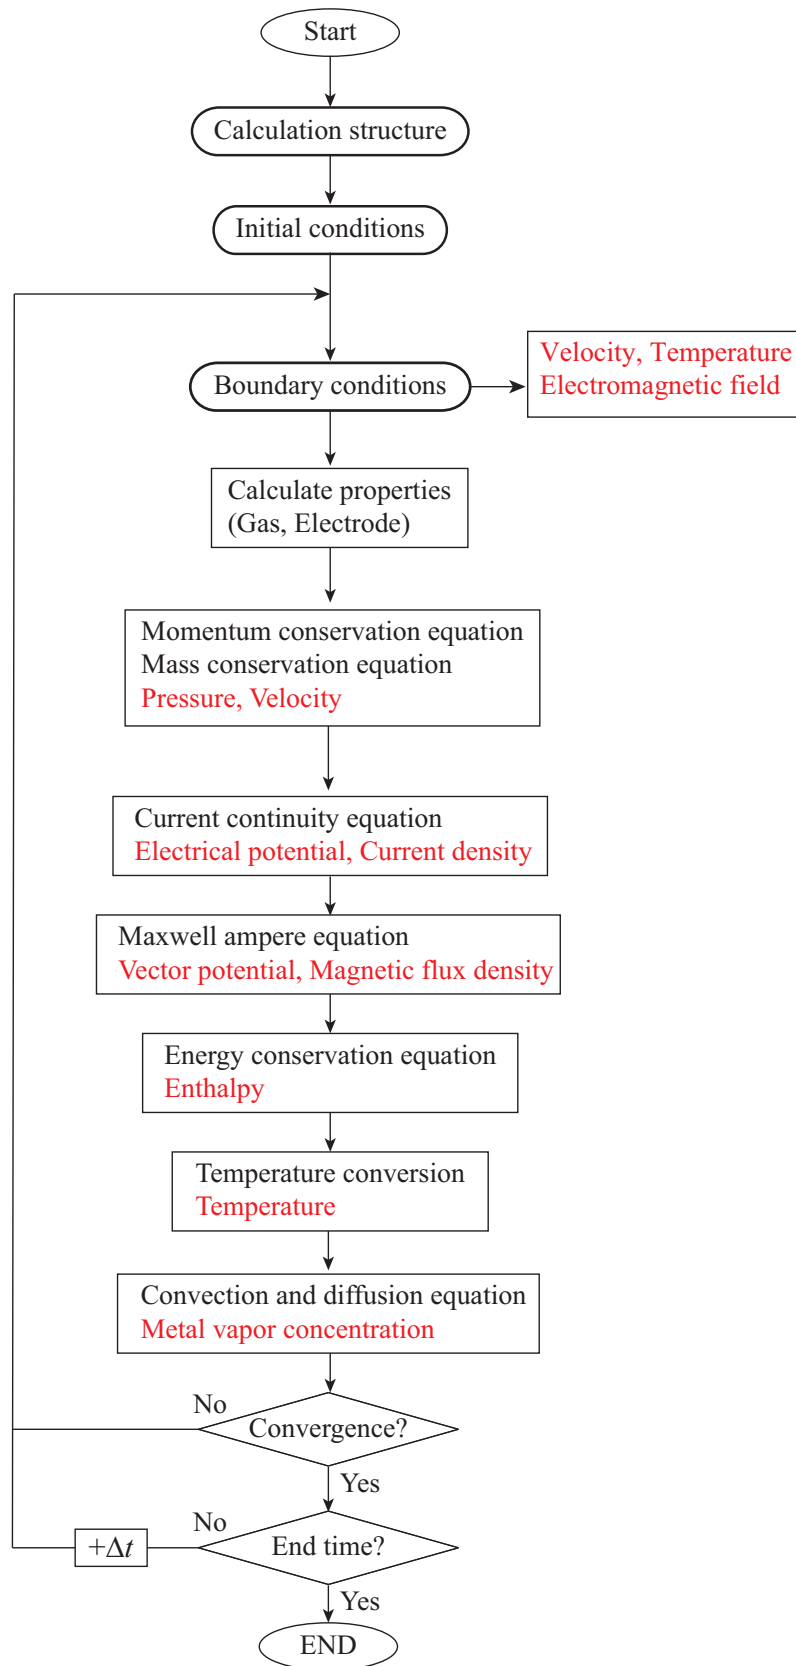 Start
Calculation structure
Initial conditions
Boundary conditions
Velocity, Temperature
Electromagnetic field
Calculate properties
(Gas, Electrode)
Momentum conservation equation
Mass conservation equation
Pressure, Velocity
Current continuity equation
Electrical potential, Current density
Maxwell ampere equation
Vector potential, Magnetic flux density
Energy conservation equation
Enthalpy
Temperature conversion
Temperature
Convection and diffusion equation
Metal vapor concentration
No
Convergence?
Yes
No
+Δt
End time?
Yes
END